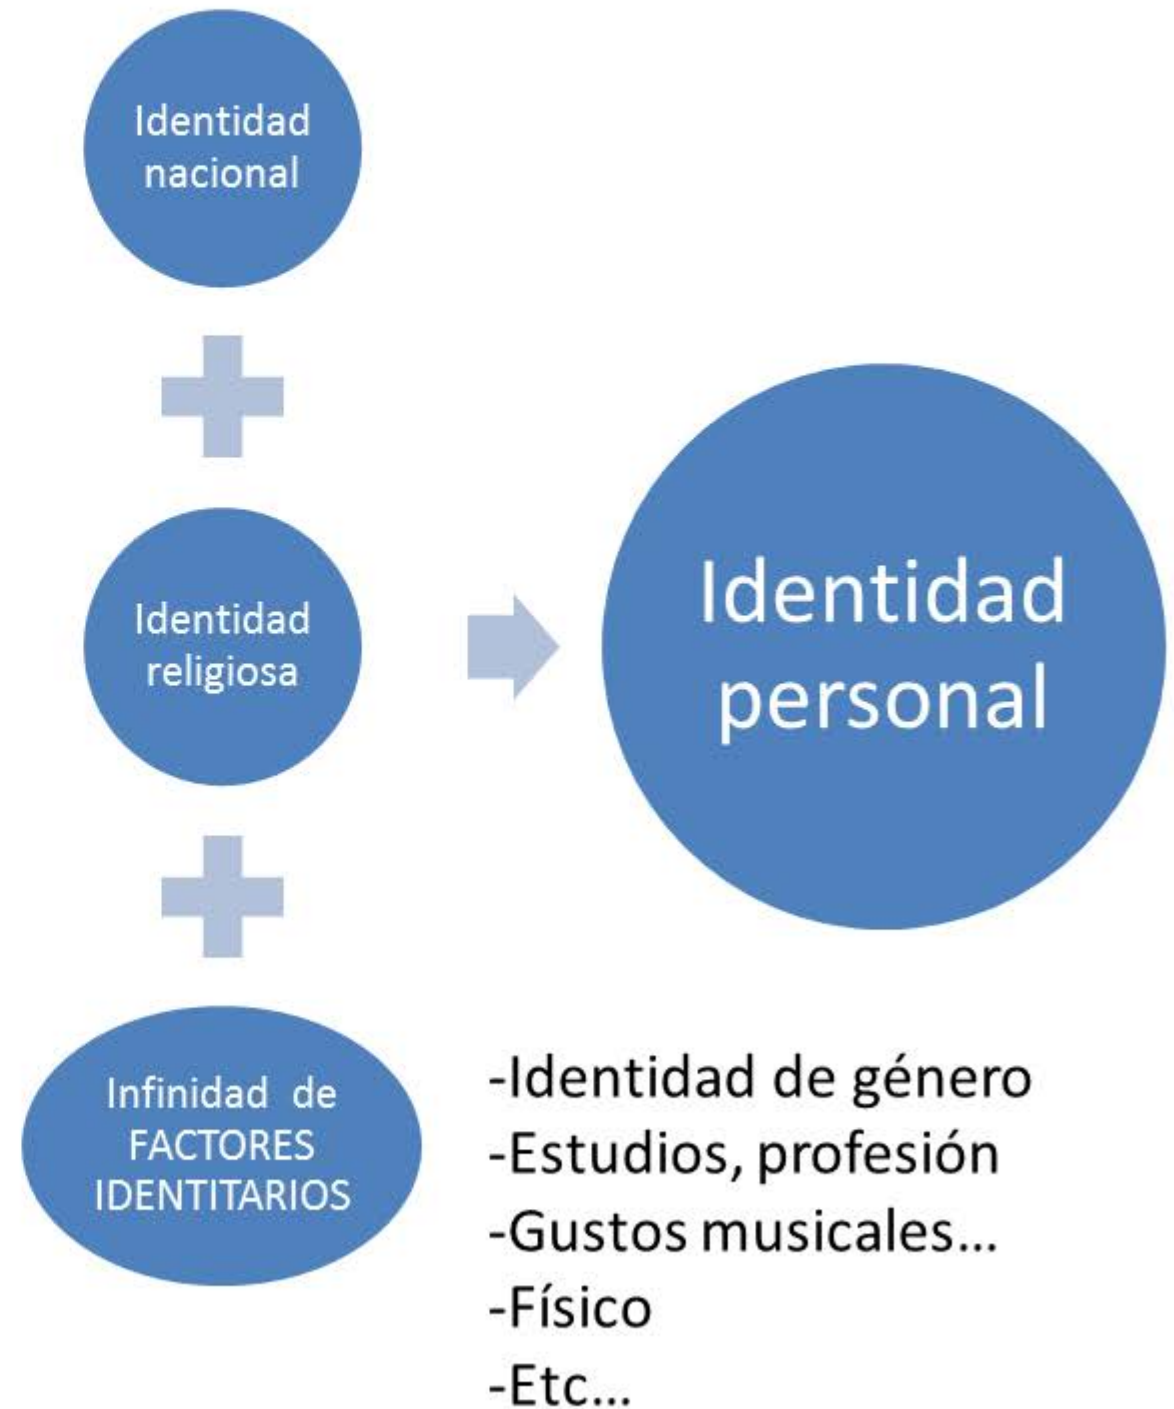 Identidad
nacional
Identidad
religiosa
Identidad
personal
Infinidad de
FACTORES
IDENTITARIOS
-Identidad de género
-Estudios, profesión
-Gustos musicales...
-Físico
-Etc...